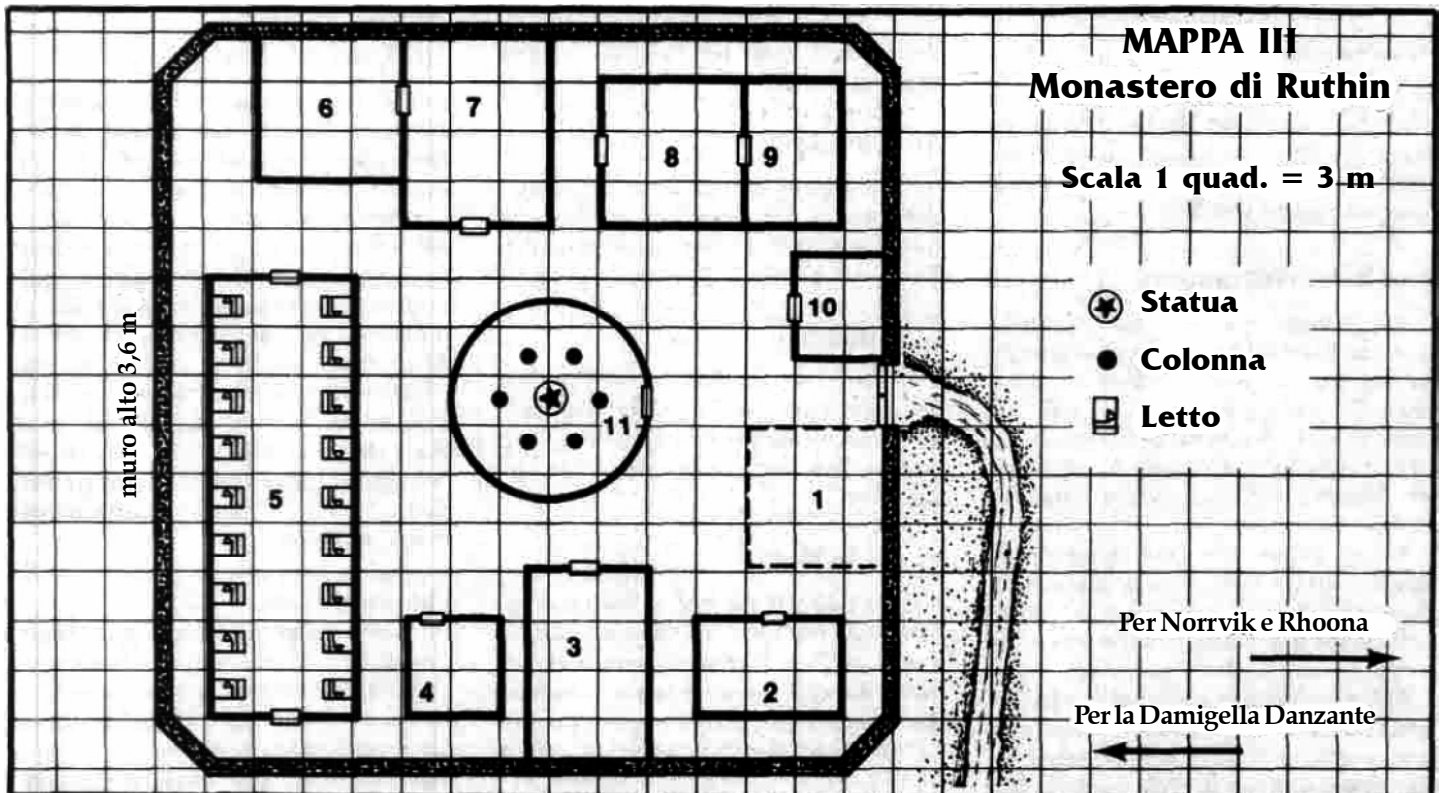 MAPPA III
Monastero di Ruthin
Scala 1 quad. = 3 m
Statua
Colonna
Letto
muro alto 3,6 m
6
7
8
9
10
11
5
1
3
4
2
Per Norrvik e Rhoona
Per la Damigella Danzante